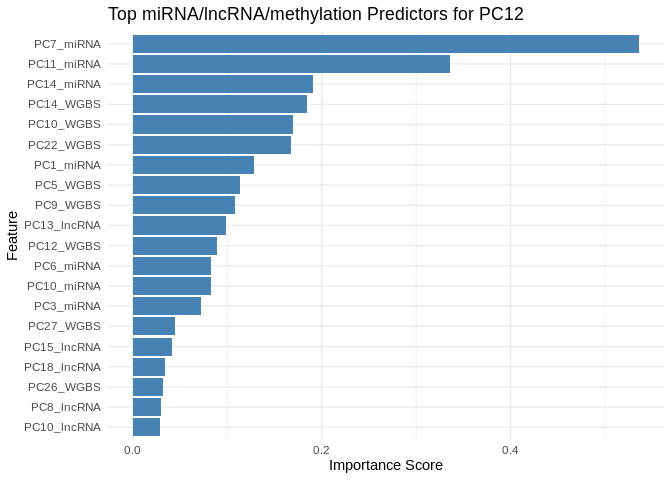 Top miRNA/lncRNA/methylation Predictors for PC12
Feature
PC7_miRNA
PC11_miRNA
PC14_miRNA
PC14_WGBS
PC10_WGBS
PC22_WGBS
PC1_miRNA
PC5_WGBS
PC9_WGBS
PC13_lncRNA
PC12_WGBS
PC6_miRNA
PC10_miRNA
PC3_miRNA
PC27_WGBS
PC15_lncRNA
PC18_lncRNA
PC26_WGBS
PC8_lncRNA
PC10_lncRNA
0.0 0.2 0.4
Importance Score